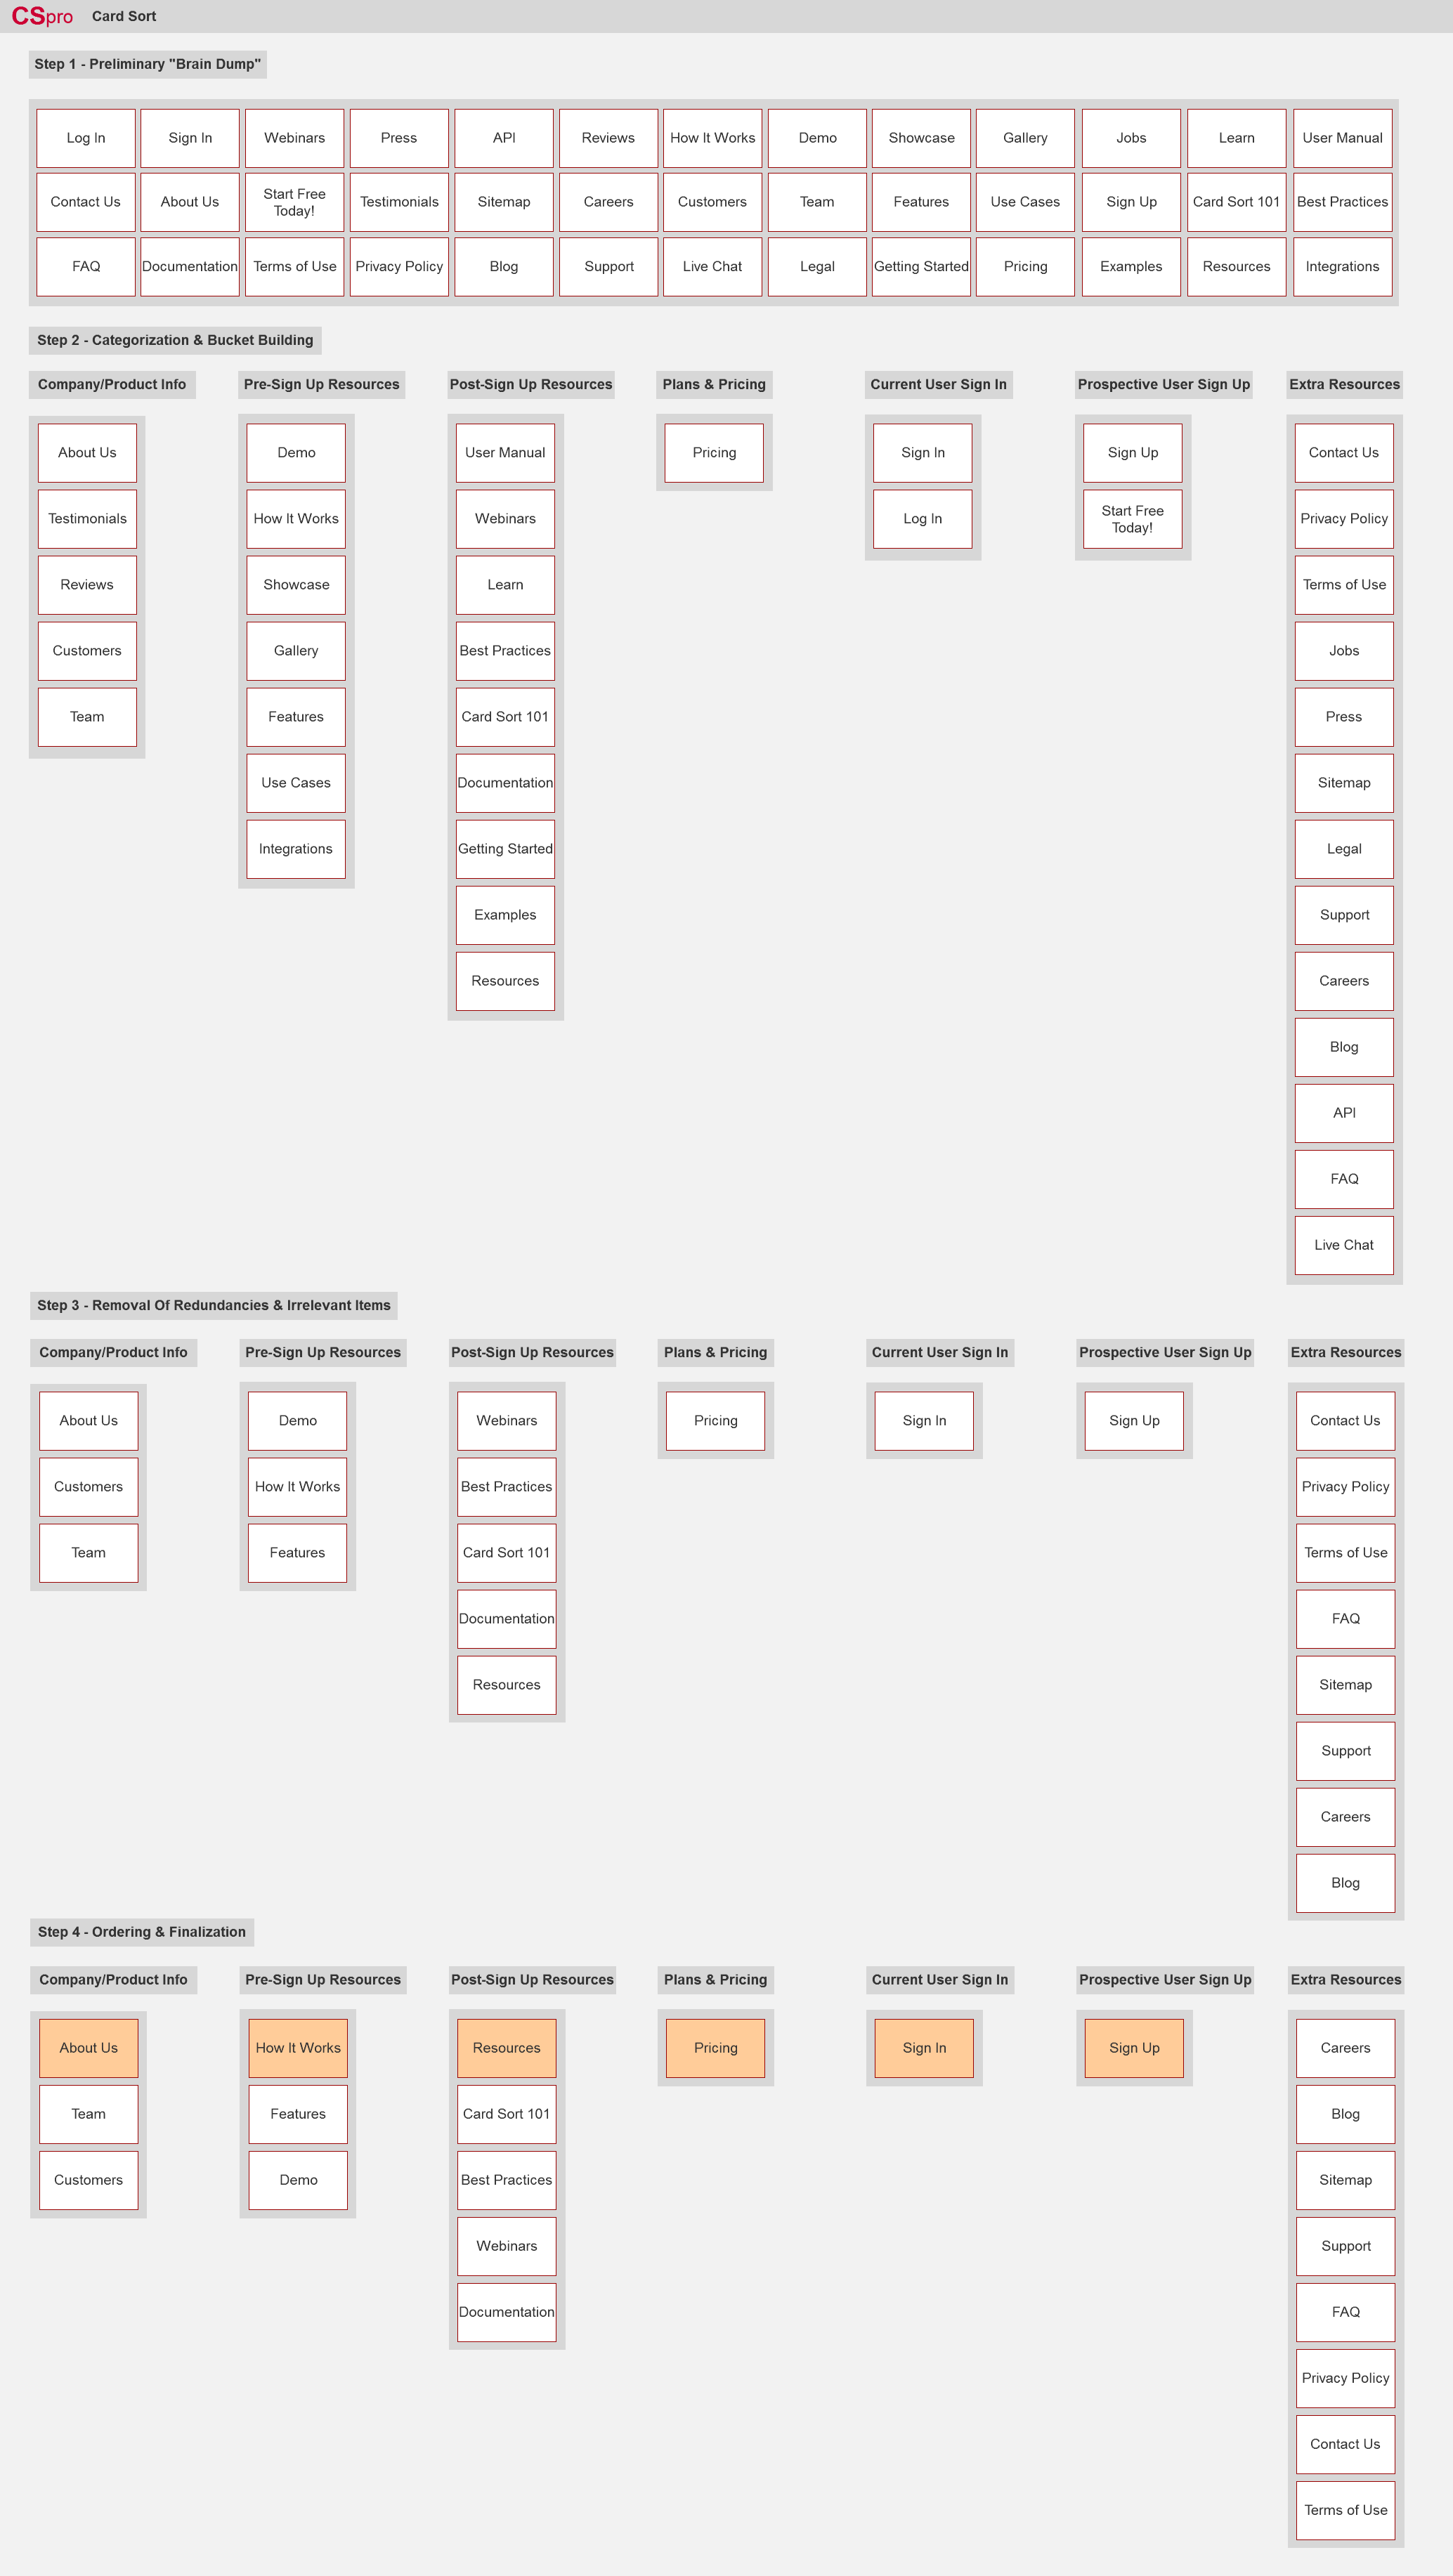 CSpro Card Sort
Step 1 - Preliminary "Brain Dump"
Log In Sign In Webinars Press API Reviews How It Works Demo Showcase Gallery Jobs Learn User Manual
Contact Us About Us Start Free Today! Testimonials Sitemap Careers Customers Team Features Use Cases Sign Up Card Sort 101 Best Practices
FAQ Documentation Terms of Use Privacy Policy Blog Support Live Chat Legal Getting Started Pricing Examples Resources Integrations
Step 2 - Categorization & Bucket Building
Company/Product Info
About Us
Testimonials
Reviews
Customers
Team
Pre-Sign Up Resources
Demo
How It Works
Showcase
Gallery
Features
Use Cases
Integrations
Post-Sign Up Resources
User Manual
Webinars
Learn
Best Practices
Card Sort 101
Documentation
Getting Started
Examples
Resources
Plans & Pricing
Pricing
Current User Sign In
Sign In
Log In
Prospective User Sign Up
Sign Up
Start Free
Today!
Extra Resources
Contact Us
Privacy Policy
Terms of Use
Jobs
Press
Sitemap
Legal
Support
Careers
Blog
API
FAQ
Live Chat
Step 3 - Removal Of Redundancies & Irrelevant Items
Company/Product Info
About Us
Customers
Team
Pre-Sign Up Resources
Demo
How It Works
Features
Post-Sign Up Resources
Webinars
Best Practices
Card Sort 101
Documentation
Resources
Plans & Pricing
Pricing
Current User Sign In
Sign In
Prospective User Sign Up
Sign Up
Extra Resources
Contact Us
Privacy Policy
Terms of Use
FAQ
Sitemap
Support
Careers
Blog
Step 4 - Ordering & Finalization
Company/Product Info
About Us
Team
Customers
Pre-Sign Up Resources
How It Works
Features
Demo
Post-Sign Up Resources
Resources
Card Sort 101
Best Practices
Webinars
Documentation
Plans & Pricing
Pricing
Current User Sign In
Sign In
Prospective User Sign Up
Sign Up
Extra Resources
Careers
Blog
Sitemap
Support
FAQ
Privacy Policy
Contact Us
Terms of Use